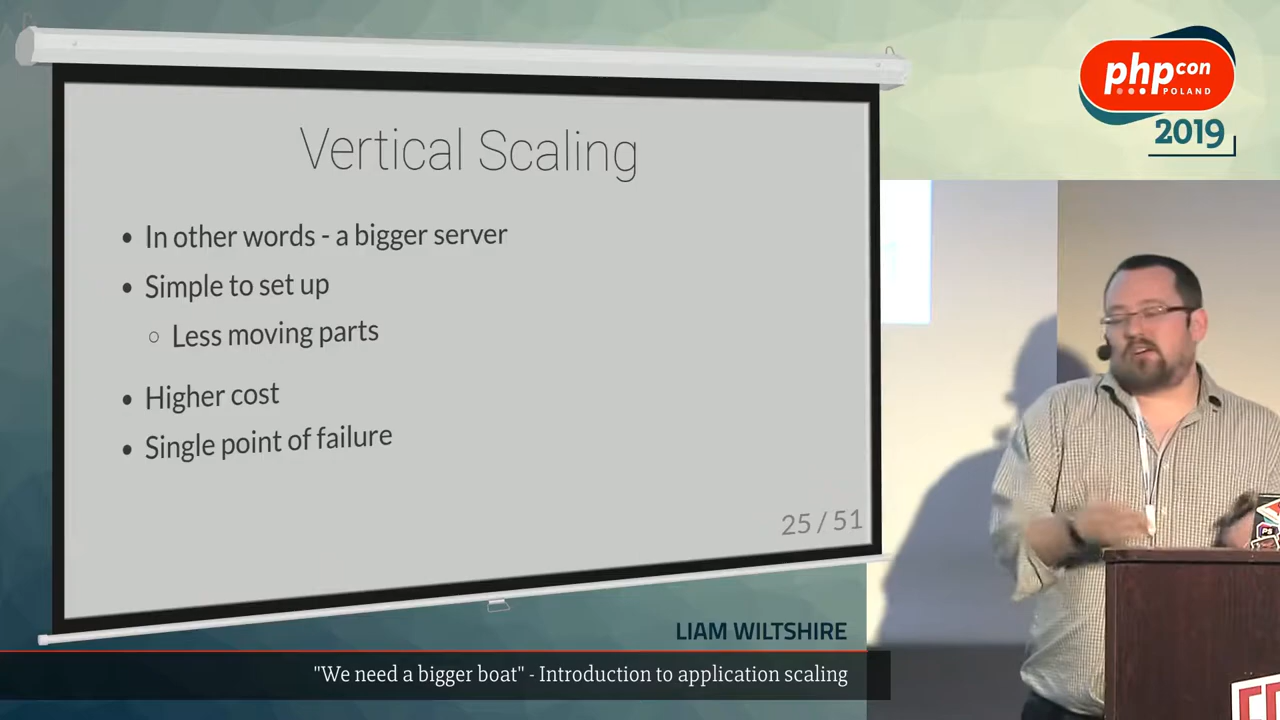 php con
POLAND
2019
Vertical Scaling
• In other words - a bigger server
• Simple to set up
○ Less moving parts
• Higher cost
• Single point of failure
25 / 51
LIAM WILTSHIRE
"We need a bigger boat" - Introduction to application scaling